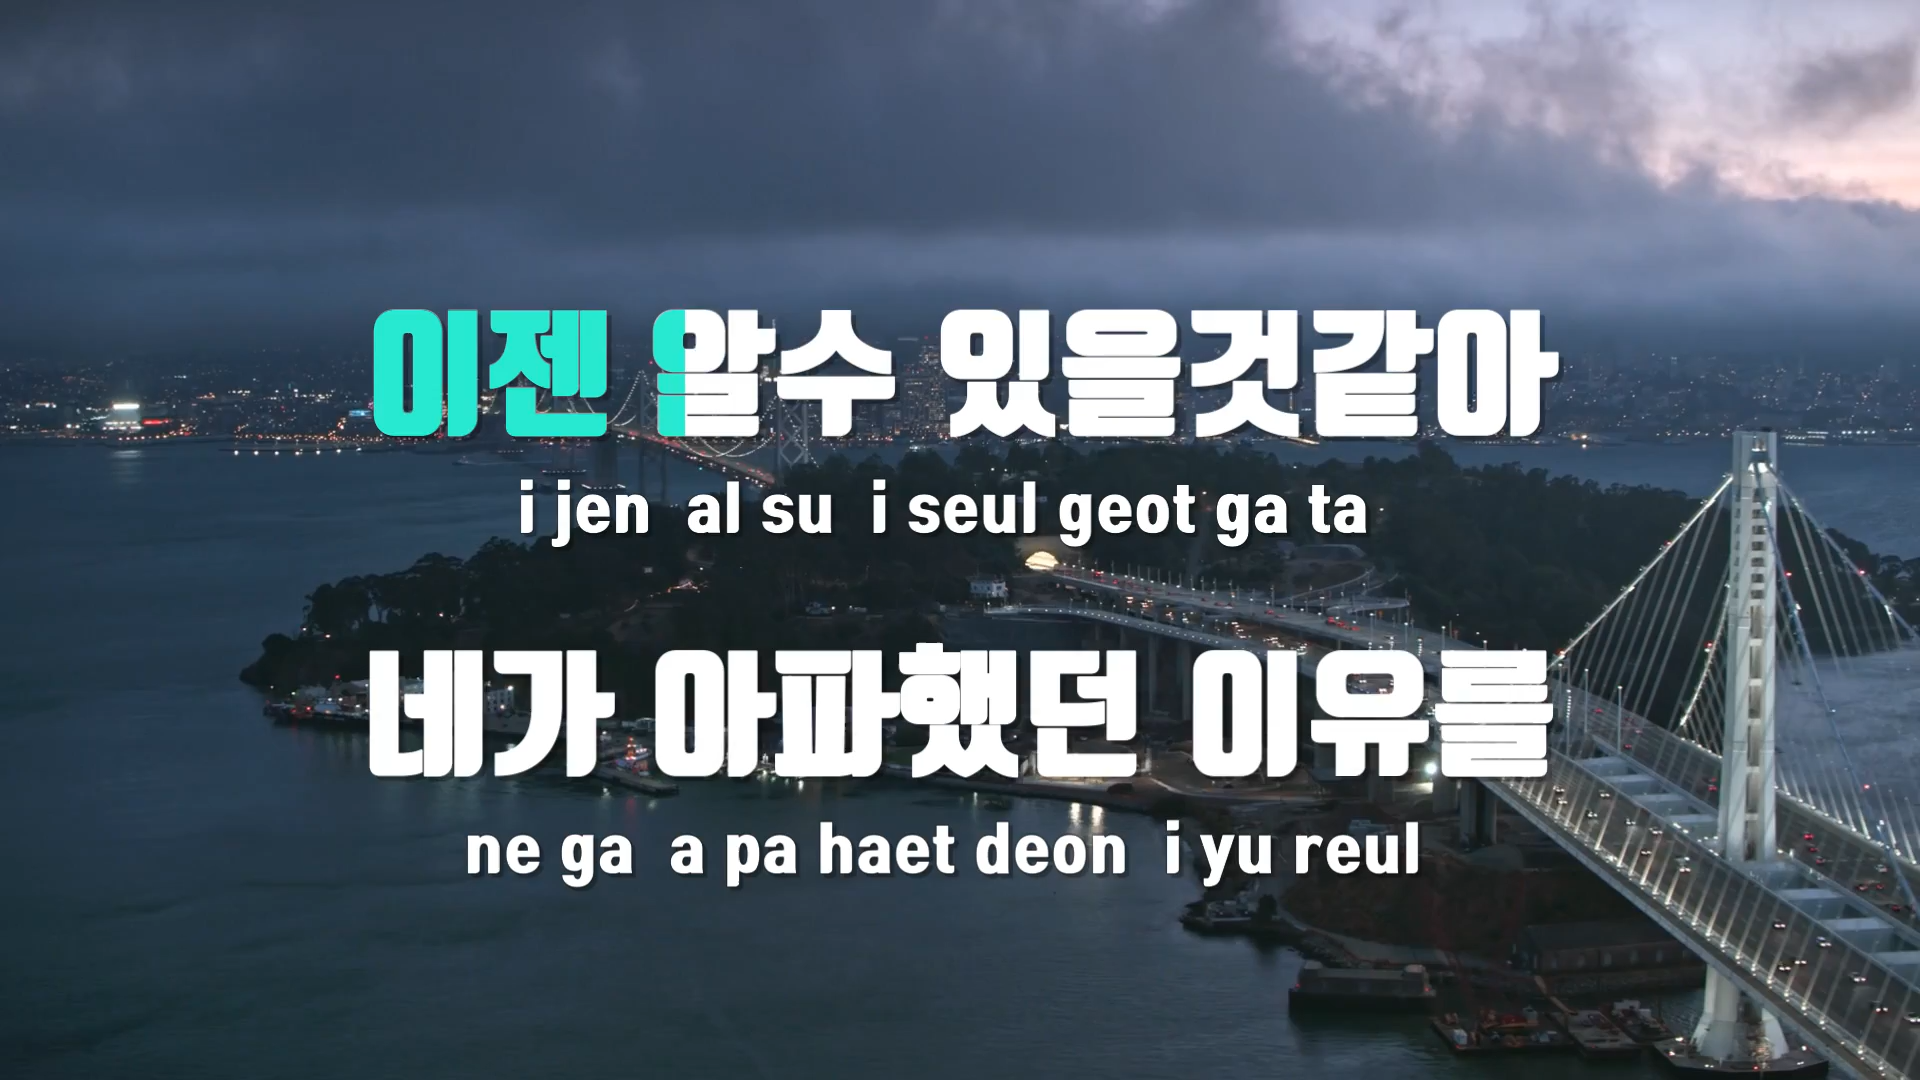 이젠 알수 있을것같아
i jen al su i seul geot ga ta
네가 아파했던 이유를
ne ga a pa haet deon i yu reul